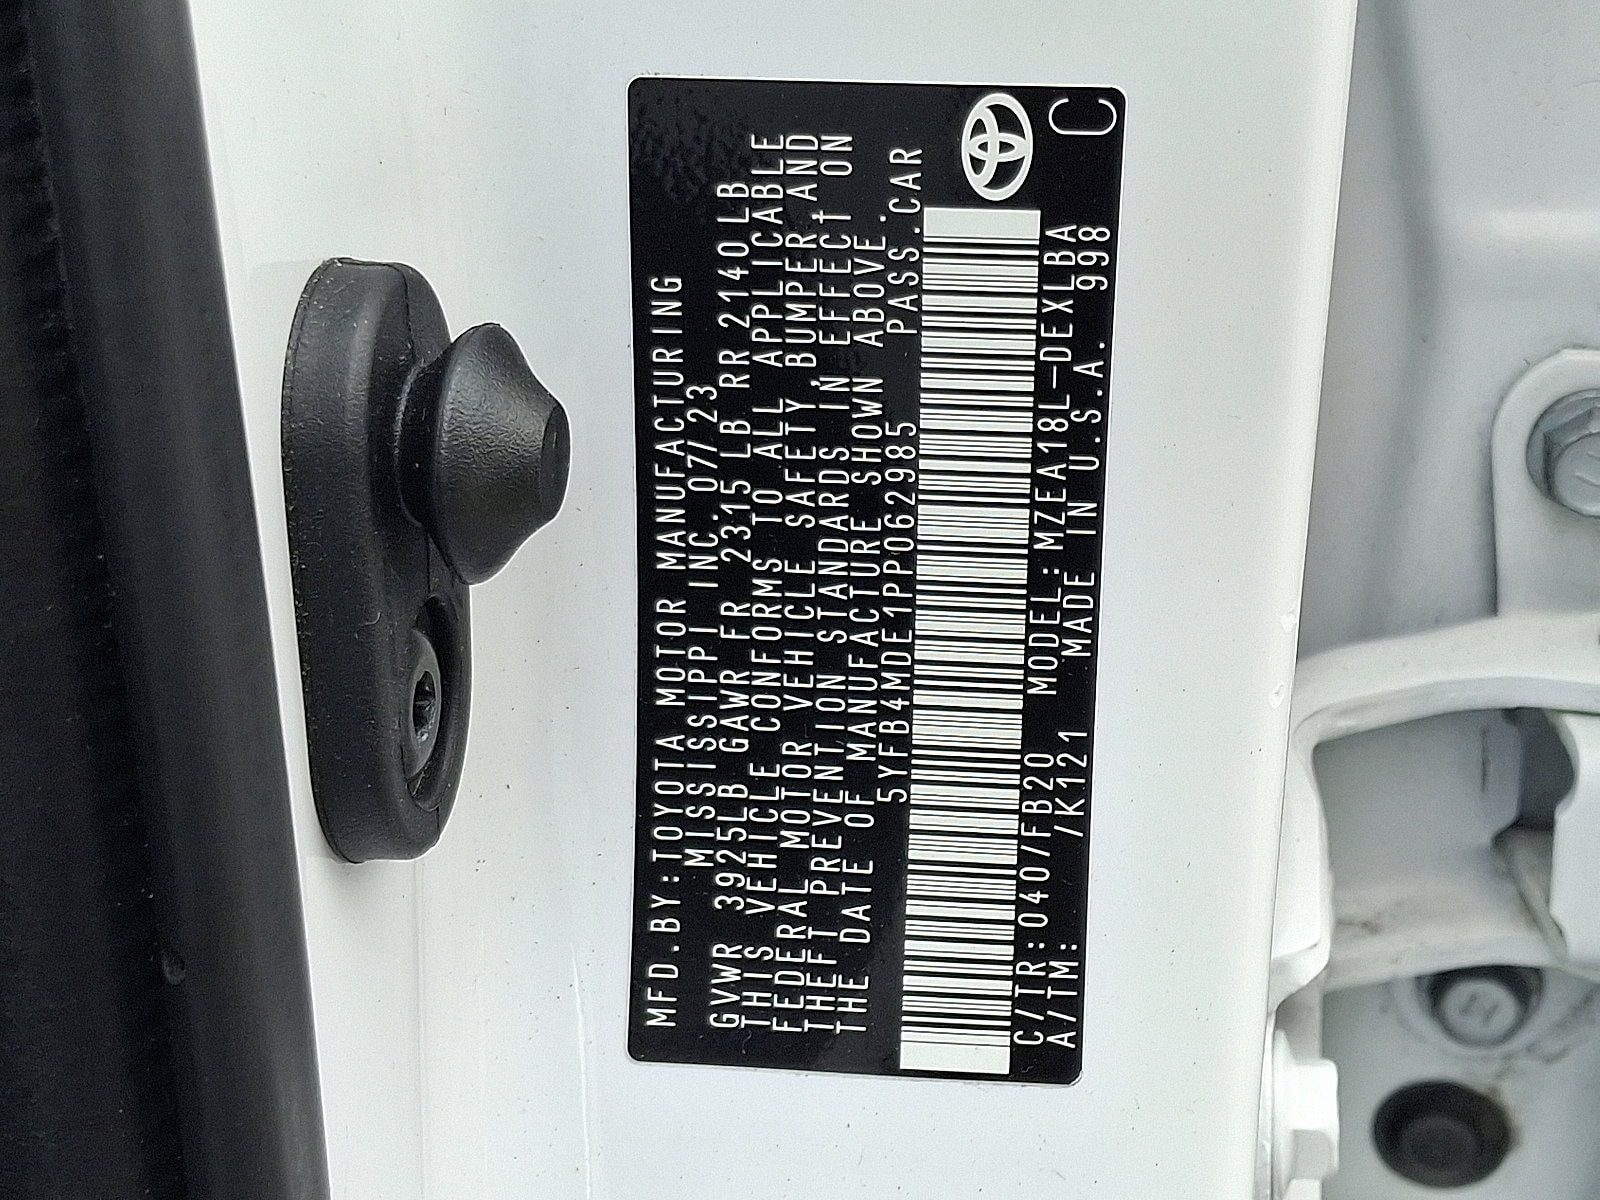 MFD.BY:TOYOTA MOTOR MANUFACTURING
MISSISSIPPI INC. 07/23
GVWR 3925LB GAWR FR 2315 LB RR 2140 LB
THIS VEHICLE CONFORMS TO ALL APPLICABLE
FEDERAL MOTOR VEHICLE SAFETY,BUMPER,AND
THEFT PREVENTION STANDARDS IN EFFECT ON
THE DATE OF MANUFACTURE SHOWN ABOVE.
5YFB4MDE1PP062985 PASS.CAR
C/TR:040/FB20 MODEL:MZEA18L-DEXLBA
A/TM: /K121 MADE IN U.S.A. 998
C